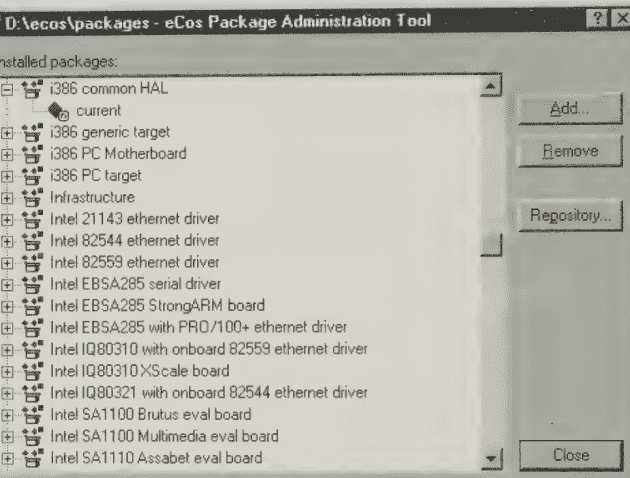 D:\ecos\packages - eCos Package Administration Tool
nstalled packages:
i386 common HAL
current
i386 generic target
i386 PC Motherboard
i386 PC target
Infrastructure
Intel 21143 ethernet driver
Intel 82544 ethernet driver
Intel 82559 ethernet driver
Intel EBSA285 serial driver
Intel EBSA285 StrongARM board
Intel EBSA285 with PRO/100+ ethernet driver
Intel IQ80310 with onboard 82559 ethernet driver
Intel IQ80310 XScale board
Intel IQ80321 with onboard 82544 ethernet driver
Intel SA1100 Brutus eval board
Intel SA1100 Multimedia eval board
Intel SA1110 Assabet eval board
Add...
Remove
Repository...
Close